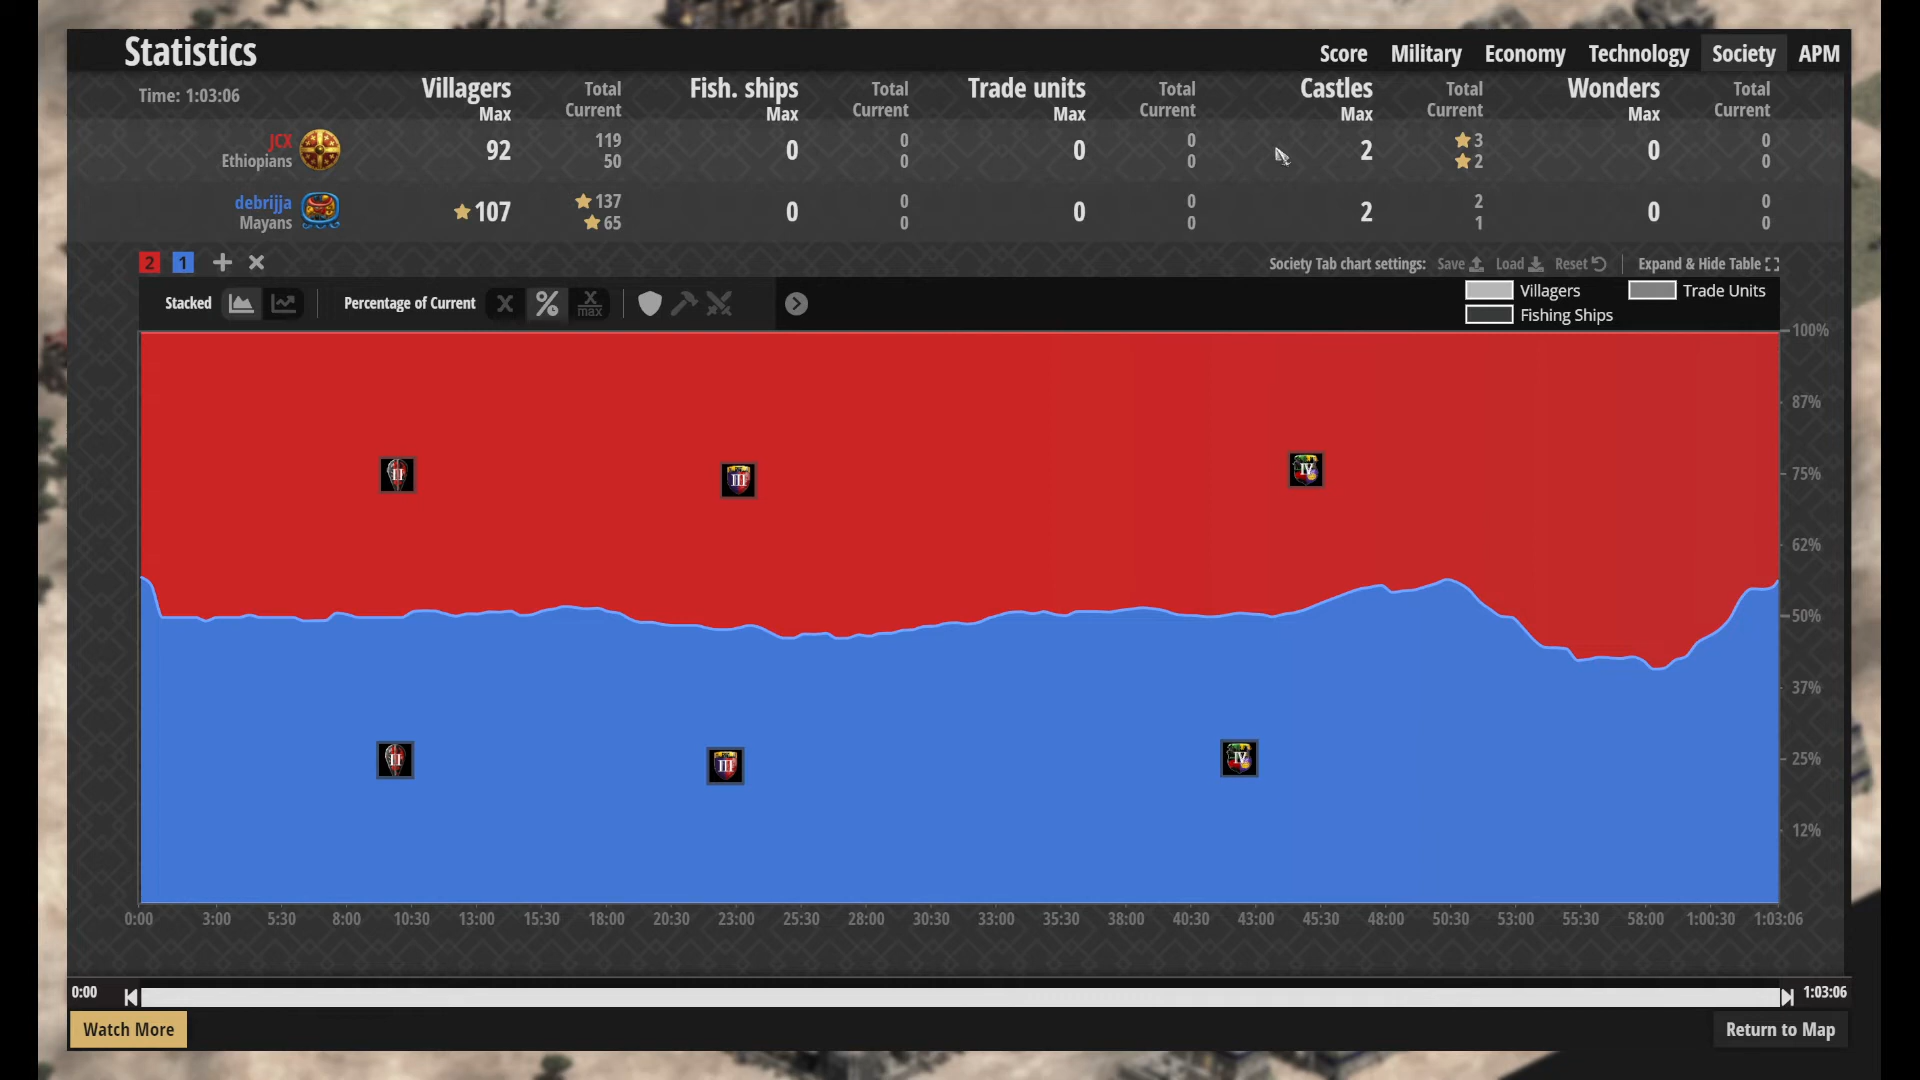 Statistics
Score Military Economy Technology Society APM
Time: 1:03:06
Villagers Total Fish. ships Total Trade units Total Castles Total Wonders Total
Max Current Max Current Max Current Max Current Max Current
JCX
Ethiopians
92 119 50 0 0 0 0 0 0 2 3 2 0 0 0
debrijja
Mayans
107 137 65 0 0 0 0 0 0 2 2 1 0 0 0
2 1
Society Tab chart settings: Save Load Reset Expand & Hide Table
Stacked Percentage of Current X % X max
Villagers Trade Units
Fishing Ships
100%
87%
II III IV
75%
62%
50%
37%
II III IV
25%
12%
0:00 3:00 5:30 8:00 10:30 13:00 15:30 18:00 20:30 23:00 25:30 28:00 30:30 33:00 35:30 38:00 40:30 43:00 45:30 48:00 50:30 53:00 55:30 58:00 1:00:30 1:03:06
0:00 1:03:06
Watch More Return to Map